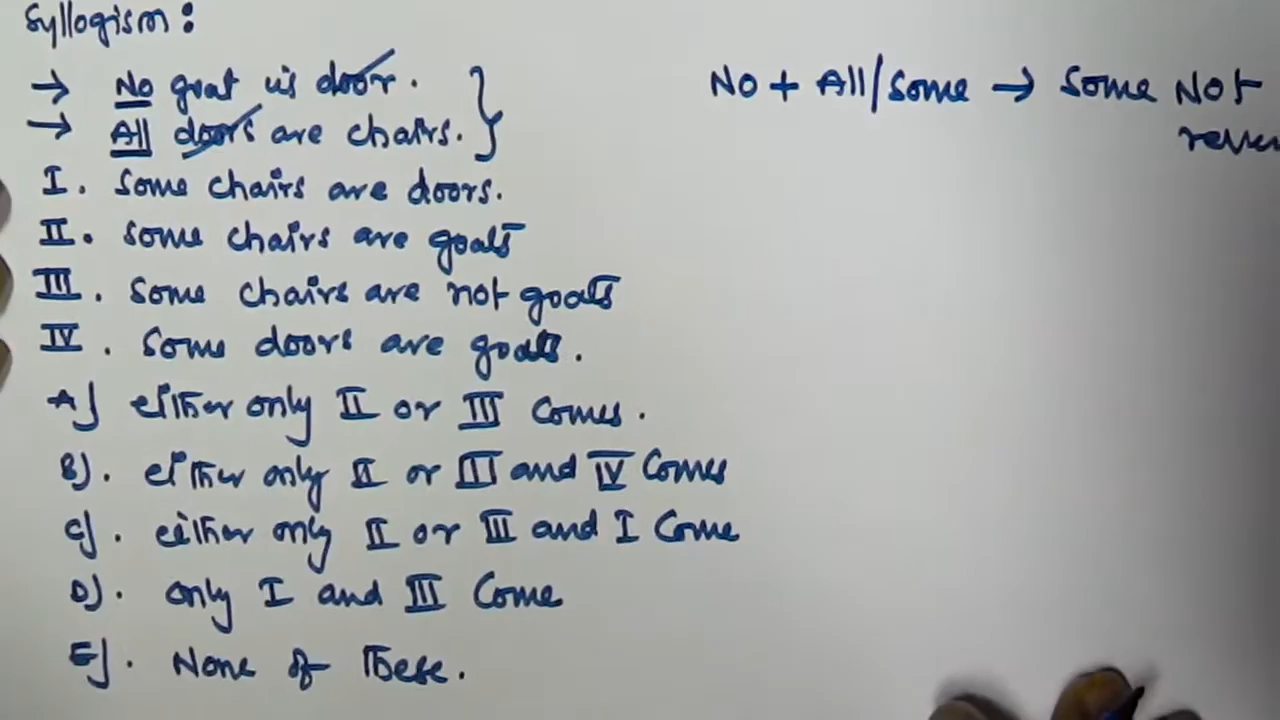 Syllogism:
→ No goat is door.
→ All doors are chairs.
No + All/Some → Some Not
I. Some chairs are doors.
II. Some chairs are goats
III. Some chairs are not goats
IV. Some doors are goats.
A) either only II or III Comes.
B). either only II or III and IV Comes
C). either only II or III and I Come
D). only I and III Come
E). None of These.